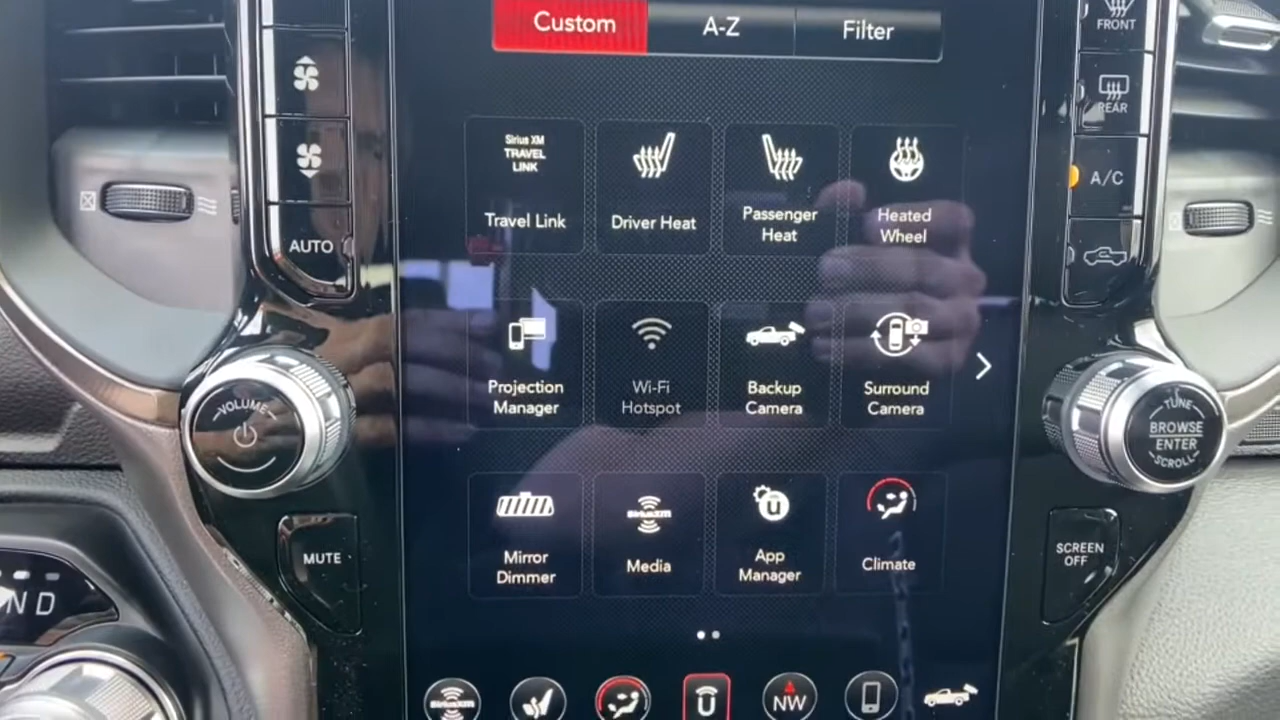 Custom
A-Z
Filter
FRONT
REAR
A/C
AUTO
Sirius XM
TRAVEL
LINK
Travel Link
Driver Heat
Passenger
Heat
Heated
Wheel
Projection
Manager
Wi-Fi
Hotspot
Backup
Camera
Surround
Camera
VOLUME
TUNE
BROWSE
ENTER
SCROLL
MUTE
SCREEN
OFF
Mirror
Dimmer
SiriusXM
Media
U
App
Manager
Climate
N D
SiriusXM
U
NW